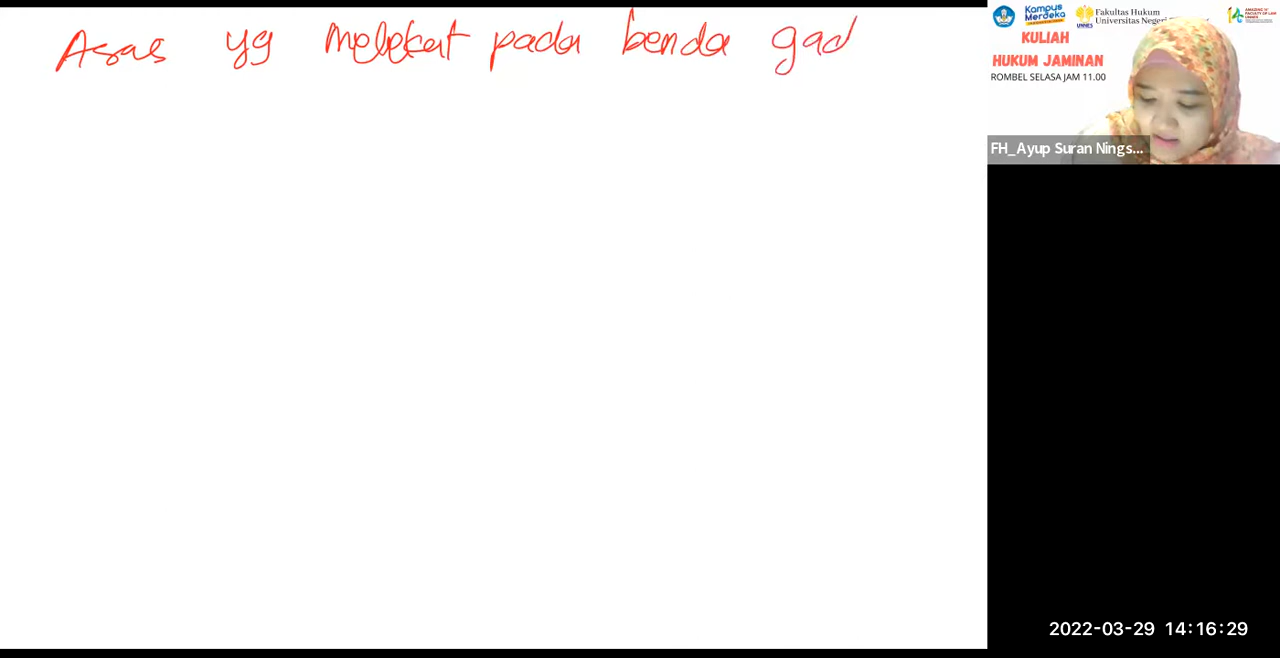 Asas yg melekat pada benda gad
Kampus
Merdeka
UNNES
Fakultas Hukum
Universitas Negeri
KULIAH
HUKUM JAMINAN
ROMBEL SELASA JAM 11.00
FH_Ayup Suran Nings...
2022-03-29 14:16:29